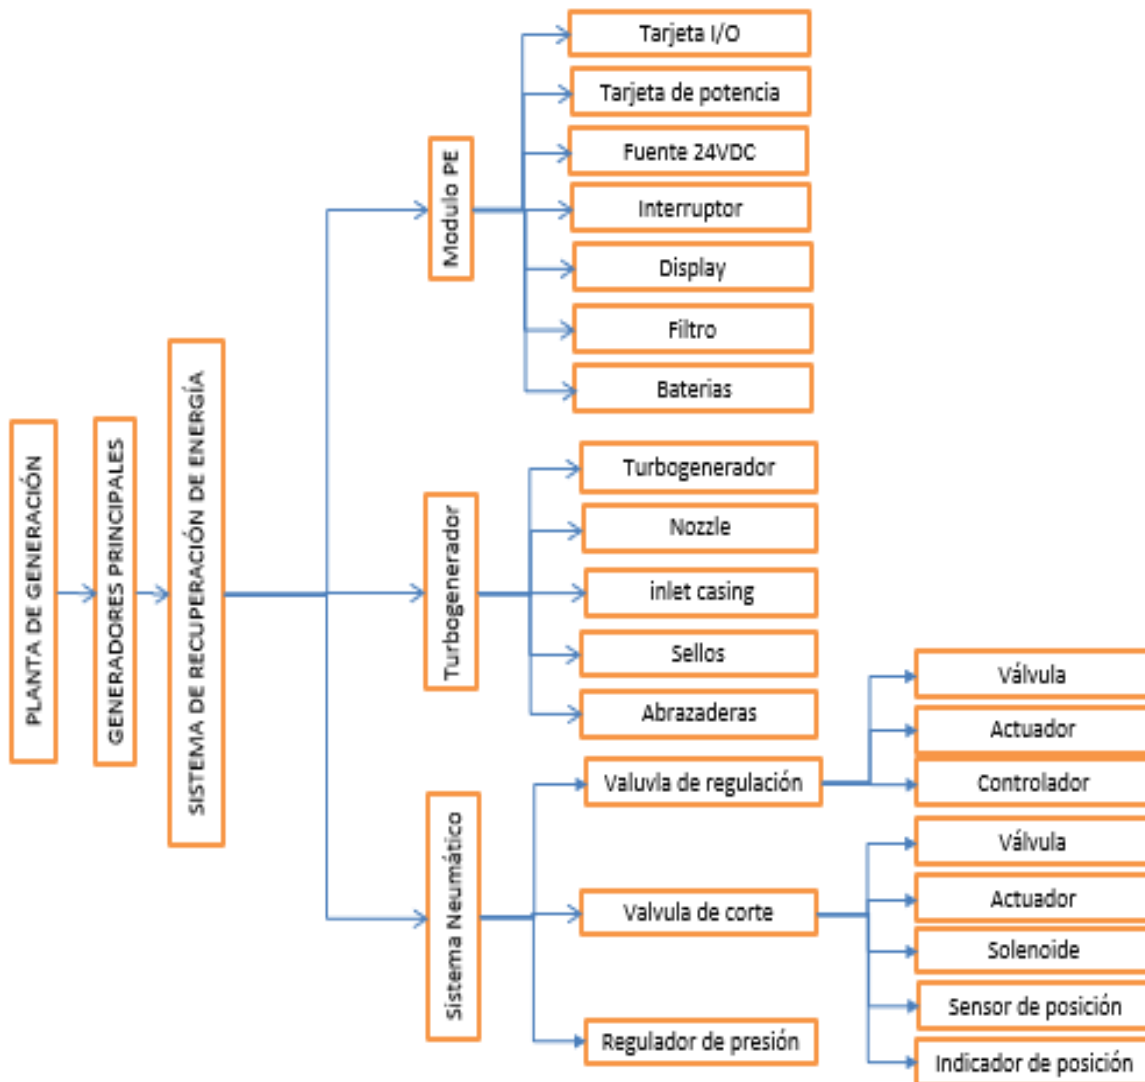 PLANTA DE GENERACIÓN
GENERADORES PRINCIPALES
SISTEMA DE RECUPERACIÓN DE ENERGÍA
Modulo PE
Tarjeta I/O
Tarjeta de potencia
Fuente 24VDC
Interruptor
Display
Filtro
Baterias
Turbogenerador
Turbogenerador
Nozzle
inlet casing
Sellos
Abrazaderas
Sistema Neumático
Valuvla de regulación
Válvula
Actuador
Controlador
Valvula de corte
Válvula
Actuador
Solenoide
Sensor de posición
Indicador de posición
Regulador de presión